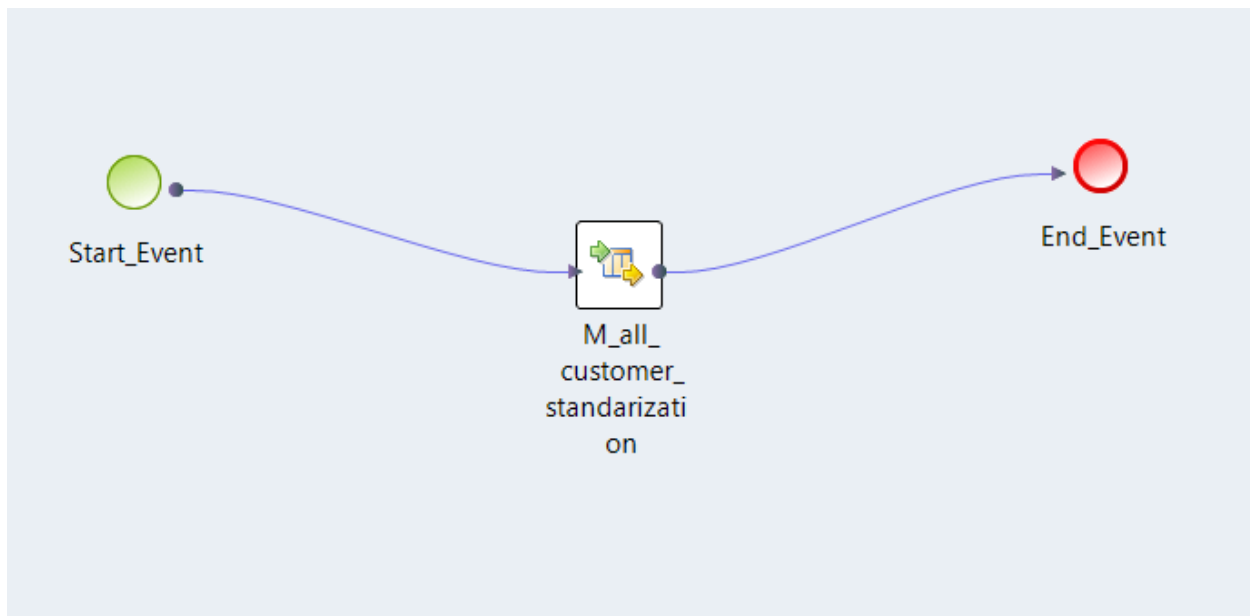 Start_Event
End_Event
M_all_
customer_
standarizati
on